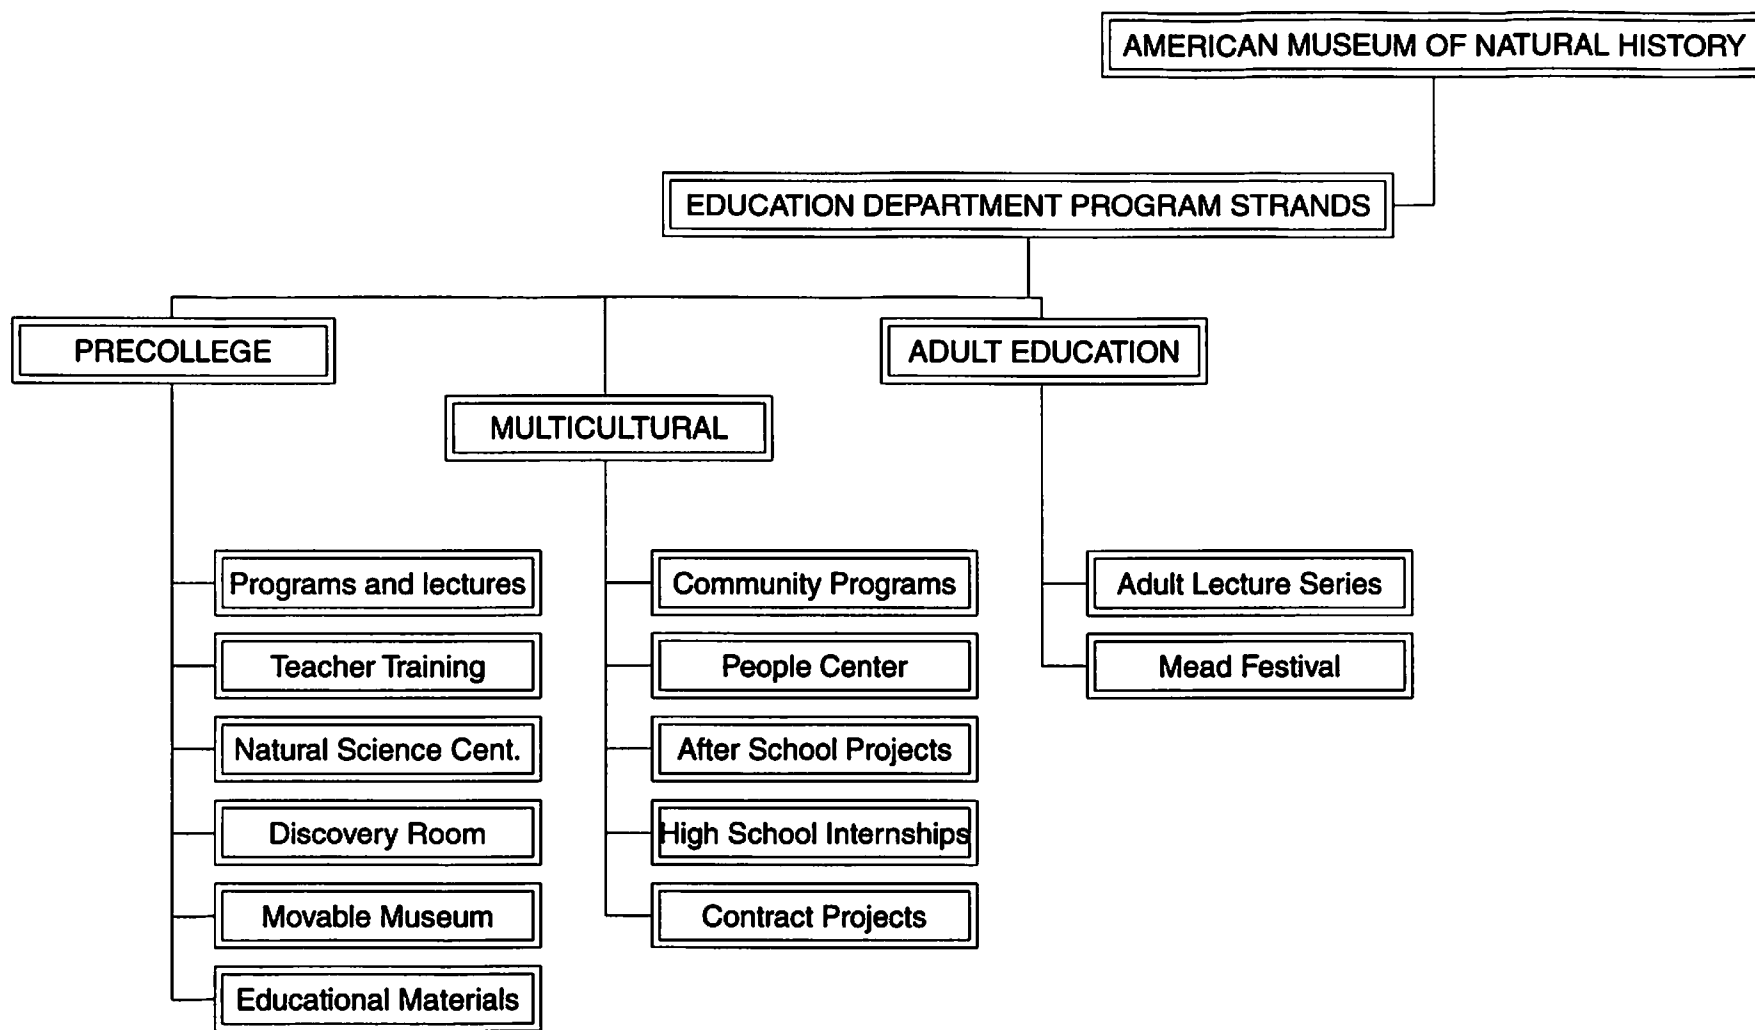 AMERICAN MUSEUM OF NATURAL HISTORY
EDUCATION DEPARTMENT PROGRAM STRANDS
PRECOLLEGE
MULTICULTURAL
ADULT EDUCATION
Programs and lectures
Teacher Training
Natural Science Cent.
Discovery Room
Movable Museum
Educational Materials
Community Programs
People Center
After School Projects
High School Internships
Contract Projects
Adult Lecture Series
Mead Festival